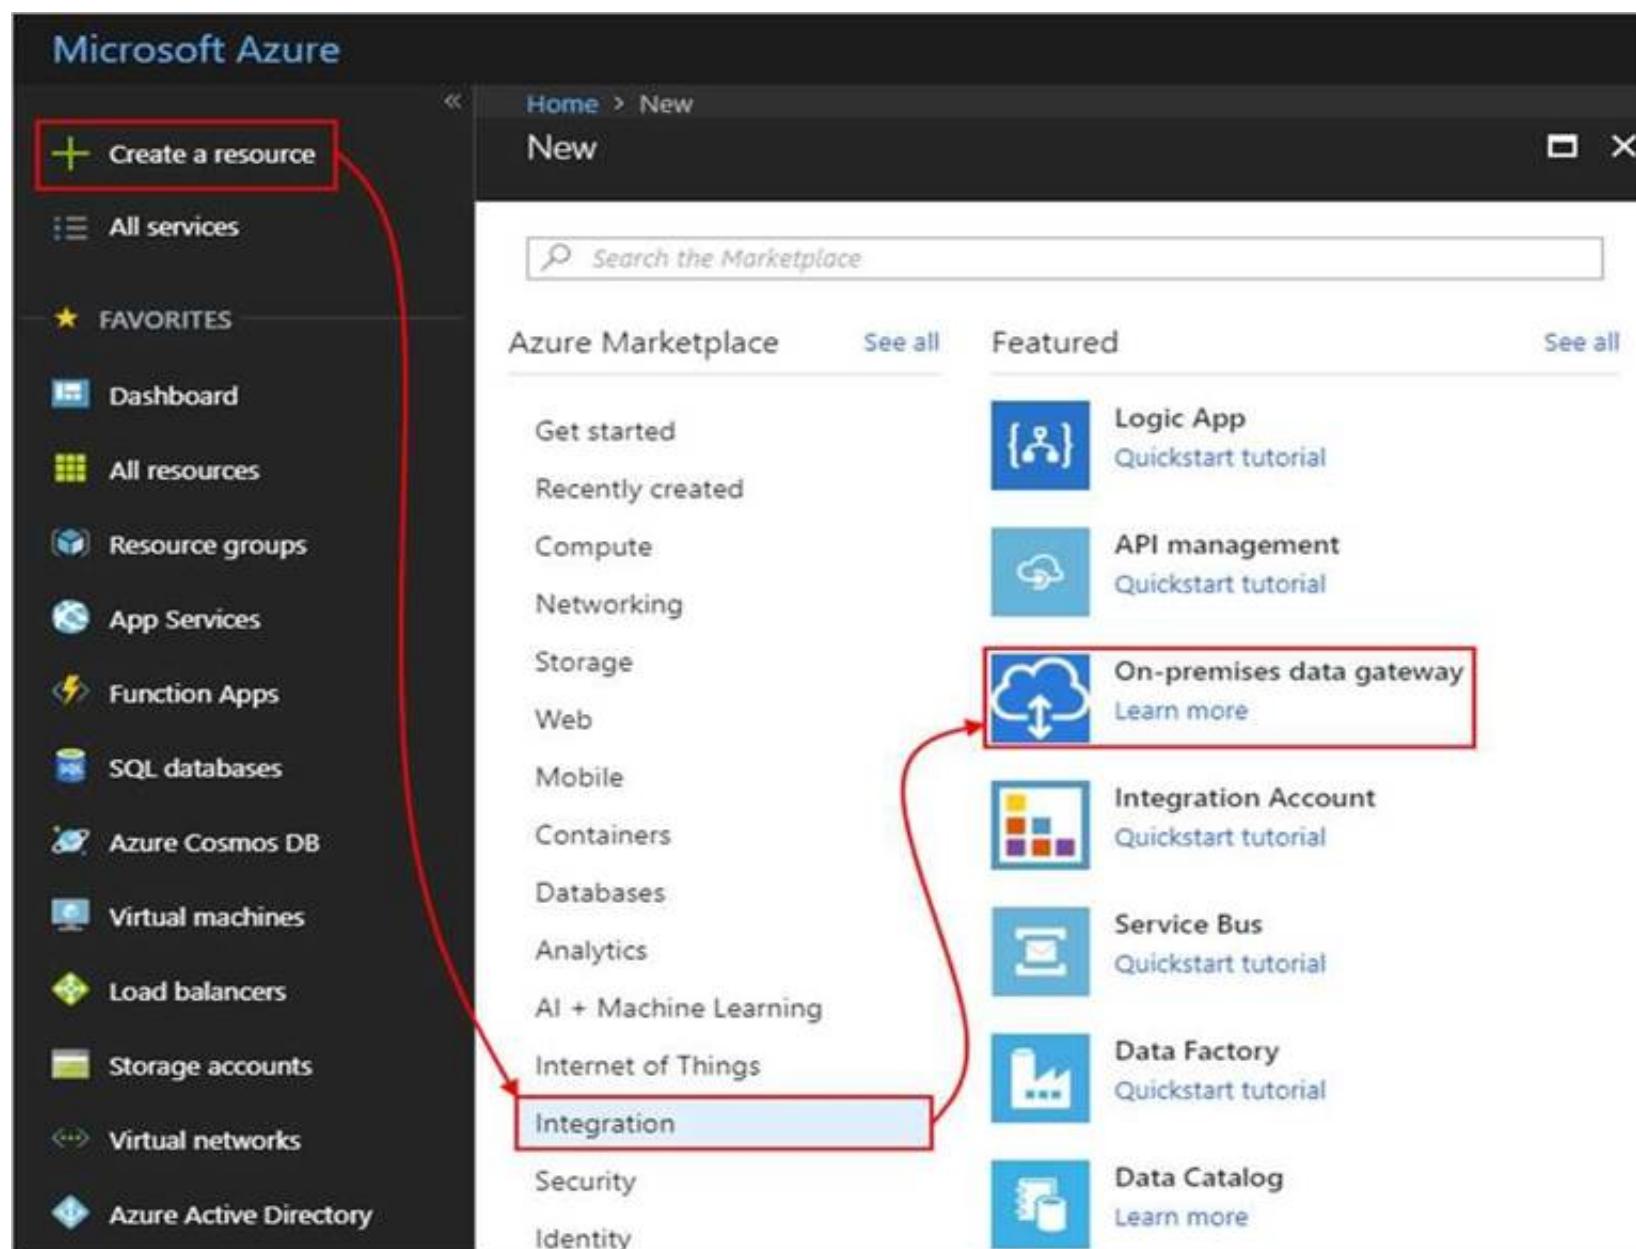 Microsoft Azure
«
Create a resource
All services
FAVORITES
Dashboard
All resources
Resource groups
App Services
Function Apps
SQL databases
Azure Cosmos DB
Virtual machines
Load balancers
Storage accounts
Virtual networks
Azure Active Directory
Home > New
New
Search the Marketplace
Azure Marketplace See all
Get started
Recently created
Compute
Networking
Storage
Web
Mobile
Containers
Databases
Analytics
AI + Machine Learning
Internet of Things
Integration
Security
Identity
Featured See all
Logic App
Quickstart tutorial
API management
Quickstart tutorial
On-premises data gateway
Learn more
Integration Account
Quickstart tutorial
Service Bus
Quickstart tutorial
Data Factory
Quickstart tutorial
Data Catalog
Learn more